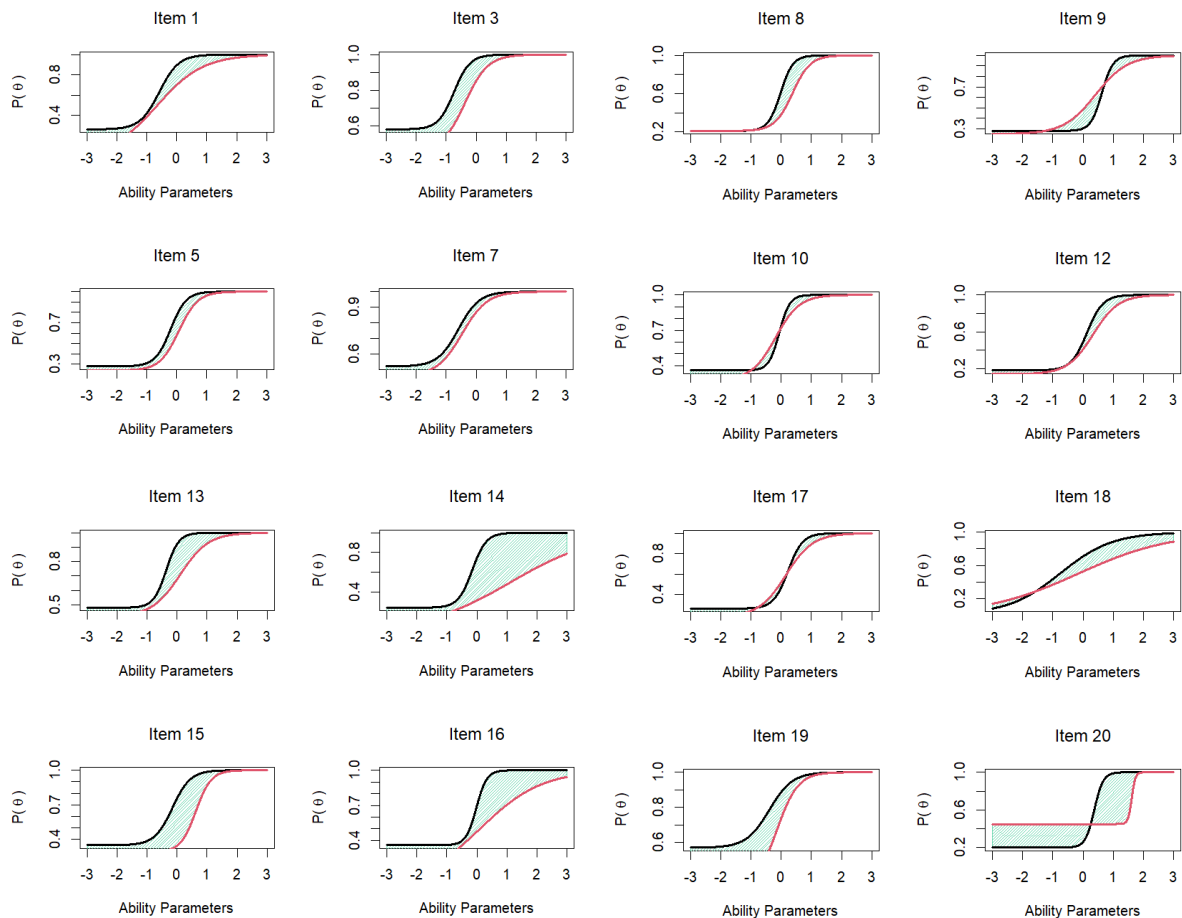 Item 1
0.4 0.8
P( θ )
-3 -2 -1 0 1 2 3
Ability Parameters
Item 3
0.6 0.8 1.0
P( θ )
-3 -2 -1 0 1 2 3
Ability Parameters
Item 8
0.2 0.6 1.0
P( θ )
-3 -2 -1 0 1 2 3
Ability Parameters
Item 9
0.3 0.7
P( θ )
-3 -2 -1 0 1 2 3
Ability Parameters
Item 5
0.3 0.7
P( θ )
-3 -2 -1 0 1 2 3
Ability Parameters
Item 7
0.6 0.9
P( θ )
-3 -2 -1 0 1 2 3
Ability Parameters
Item 10
0.4 0.7 1.0
P( θ )
-3 -2 -1 0 1 2 3
Ability Parameters
Item 12
0.2 0.6 1.0
P( θ )
-3 -2 -1 0 1 2 3
Ability Parameters
Item 13
0.5 0.8
P( θ )
-3 -2 -1 0 1 2 3
Ability Parameters
Item 14
0.4 0.8
P( θ )
-3 -2 -1 0 1 2 3
Ability Parameters
Item 17
0.4 0.8
P( θ )
-3 -2 -1 0 1 2 3
Ability Parameters
Item 18
0.2 0.6 1.0
P( θ )
-3 -2 -1 0 1 2 3
Ability Parameters
Item 15
0.4 0.7 1.0
P( θ )
-3 -2 -1 0 1 2 3
Ability Parameters
Item 16
0.4 0.7 1.0
P( θ )
-3 -2 -1 0 1 2 3
Ability Parameters
Item 19
0.6 0.8 1.0
P( θ )
-3 -2 -1 0 1 2 3
Ability Parameters
Item 20
0.2 0.6 1.0
P( θ )
-3 -2 -1 0 1 2 3
Ability Parameters